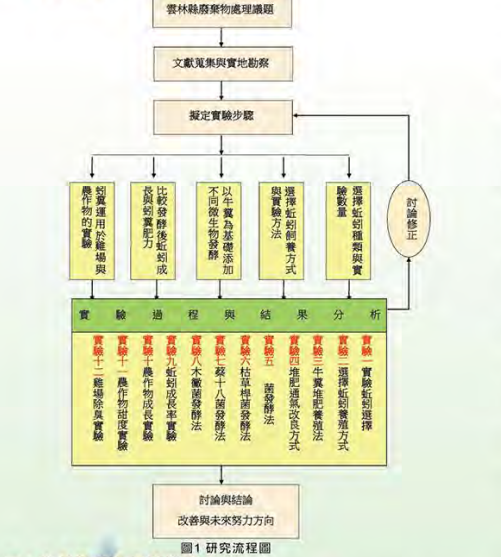 雲林縣廢棄物處理議題
文獻蒐集與實地勘察
擬定實驗步驟
選擇蚯蚓種類與實
驗數量
選擇蚯蚓飼養方式
與實驗方法
以牛糞為基礎添加
不同微生物發酵
比較發酵後蚯蚓成
長與蚓糞肥力
蚓糞運用於雞場與
農作物的實驗
討論修正
實驗過程與結果分析
實驗一 實驗蚯蚓選擇
實驗二 選擇蚯蚓養殖方式
實驗三 牛糞堆肥養殖法
實驗四 堆肥通氣改良方式
實驗五 菌發酵法
實驗六 枯草桿菌發酵法
實驗七 蔡十八菌發酵法
實驗八 木黴菌發酵法
實驗九 蚯蚓成長率實驗
實驗十 農作物成長實驗
實驗十一 農作物甜度實驗
實驗十二 雞場除臭實驗
討論與結論
改善與未來努力方向
圖1 研究流程圖